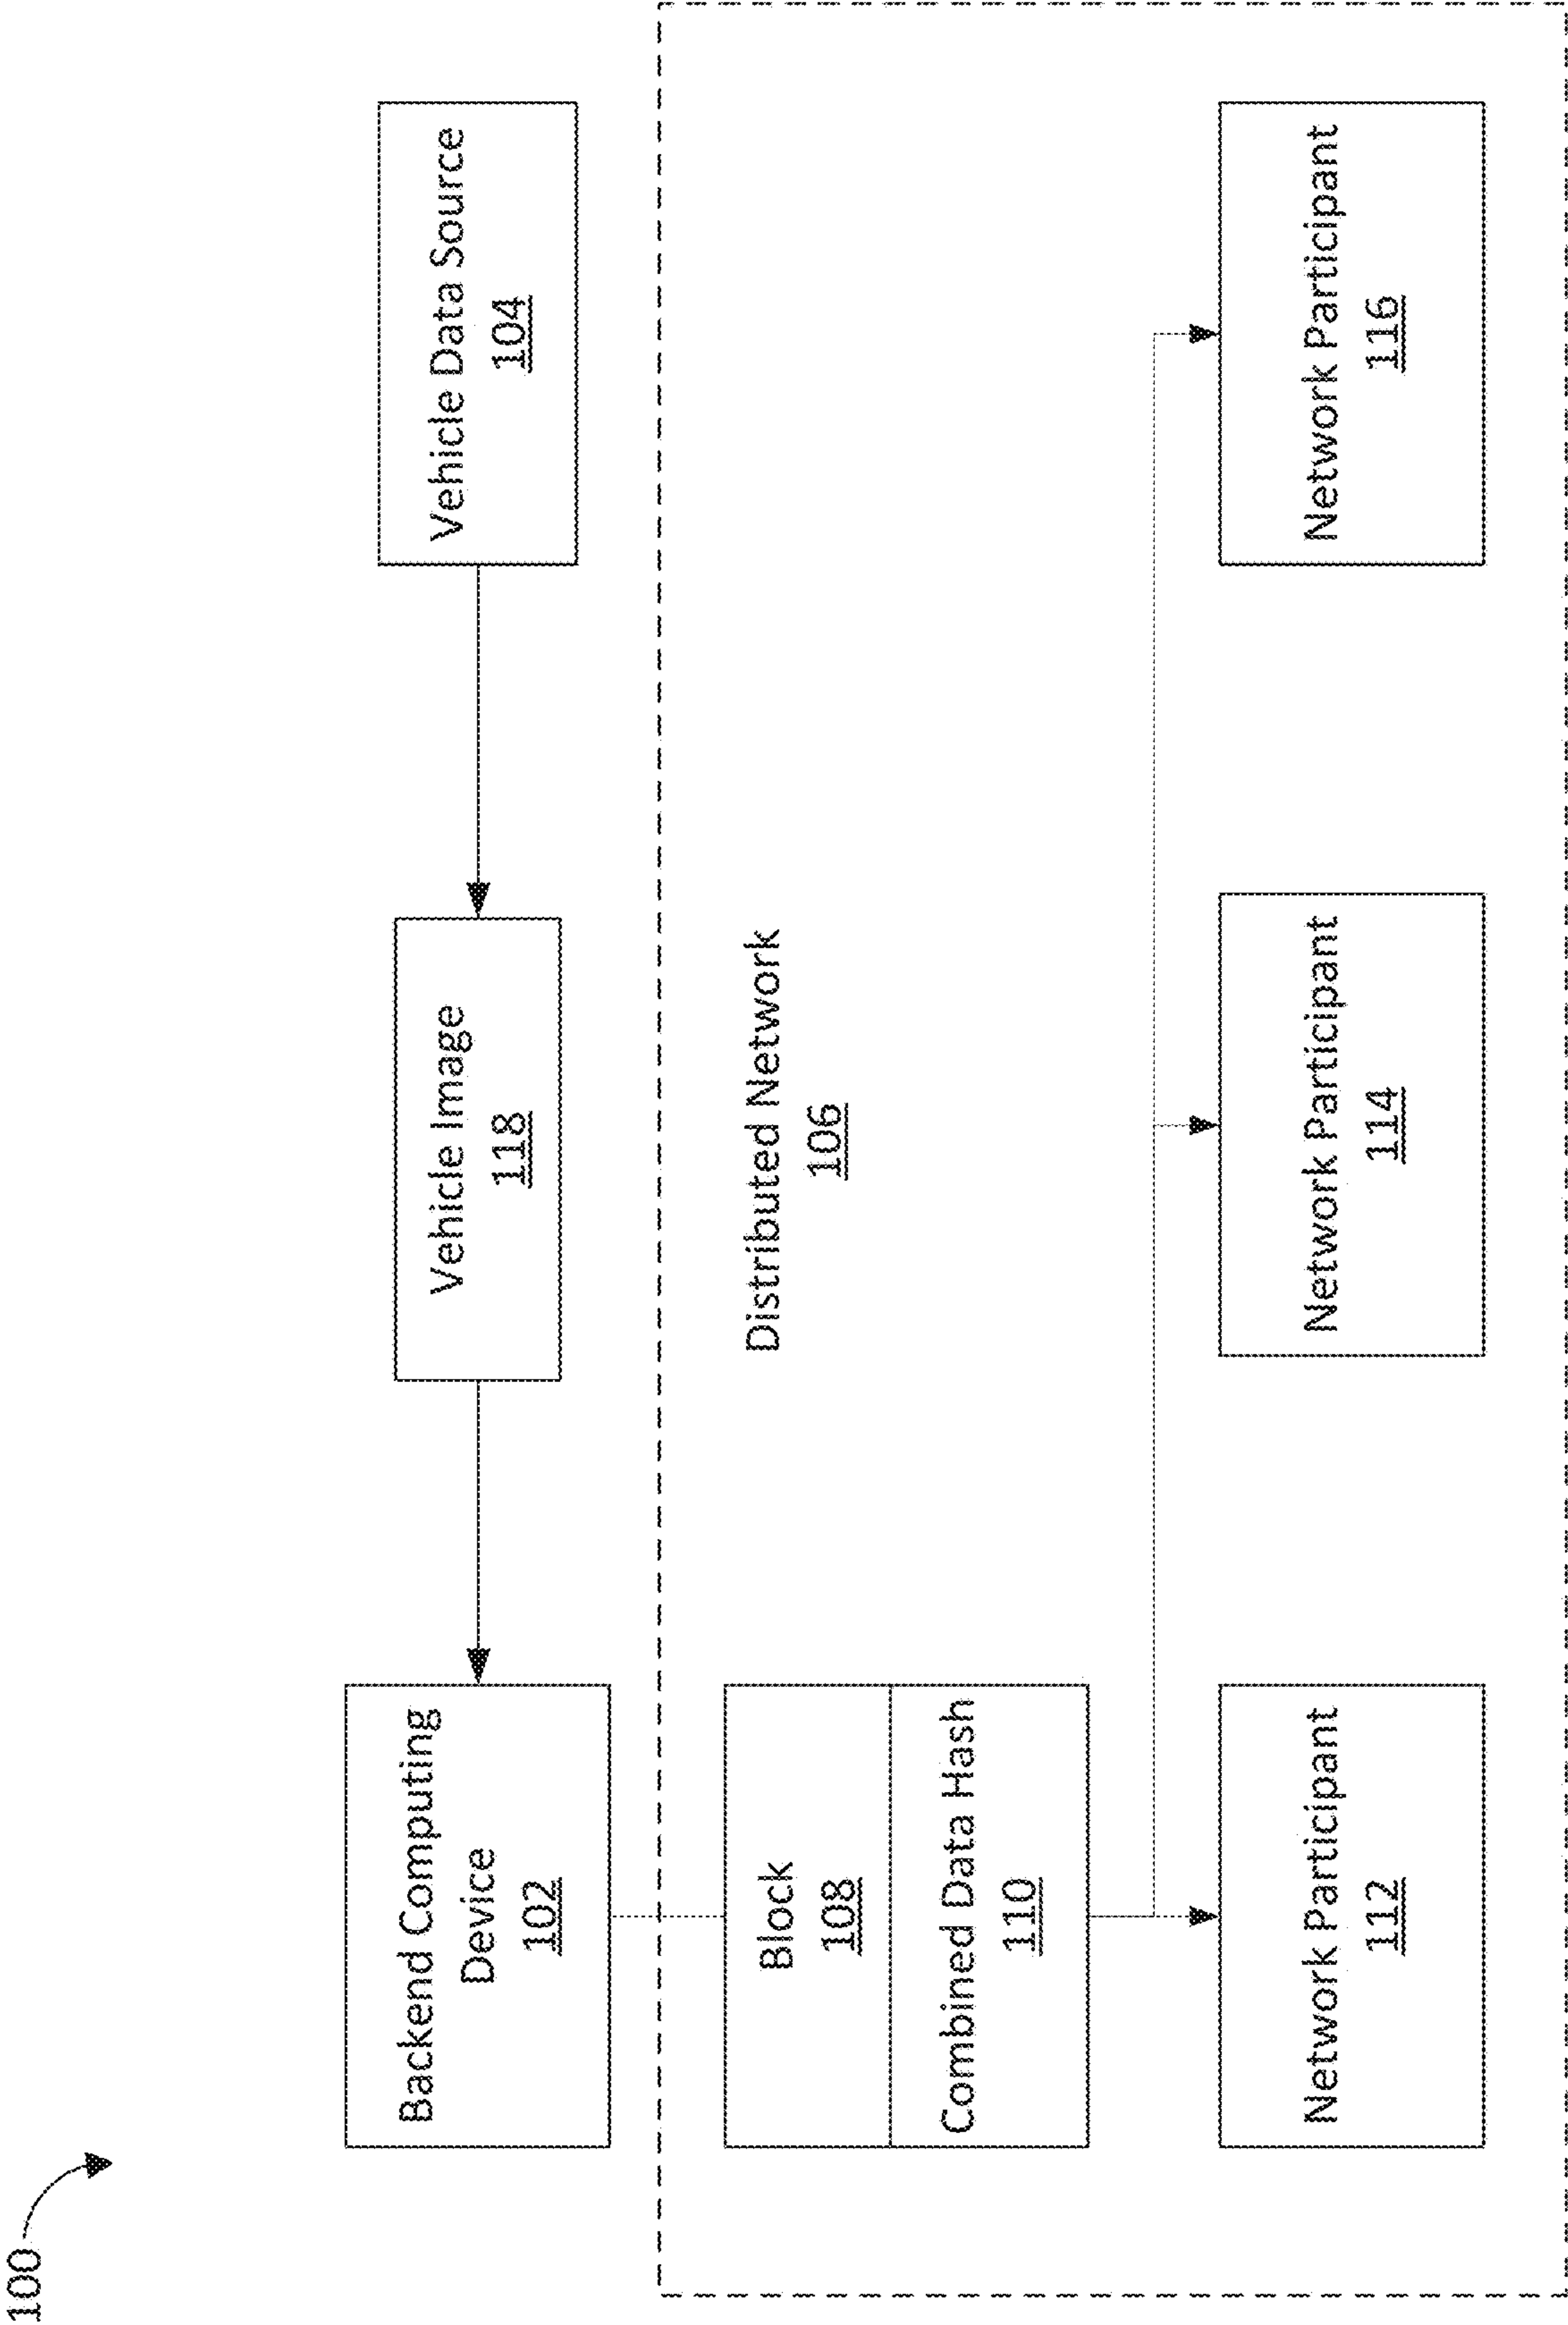 100
Backend Computing
Device
102
Vehicle Image
118
Vehicle Data Source
104
Distributed Network
106
Block
108
Combined Data Hash
110
Network Participant
112
Network Participant
114
Network Participant
116